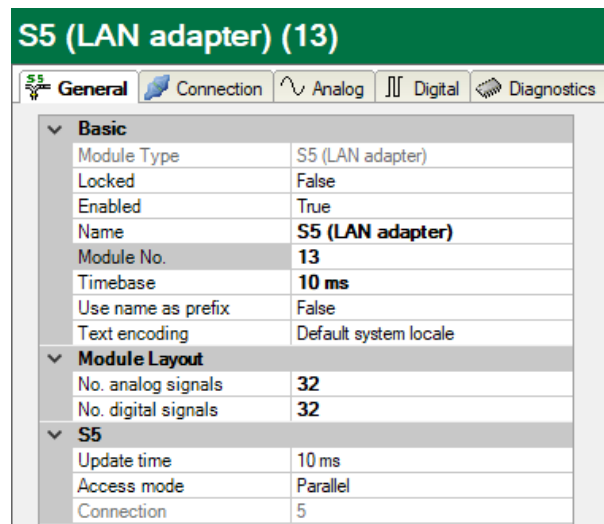 S5 (LAN adapter) (13)
S5 General Connection Analog Digital Diagnostics
Basic
Module Type S5 (LAN adapter)
Locked False
Enabled True
Name S5 (LAN adapter)
Module No. 13
Timebase 10 ms
Use name as prefix False
Text encoding Default system locale
Module Layout
No. analog signals 32
No. digital signals 32
S5
Update time 10 ms
Access mode Parallel
Connection 5